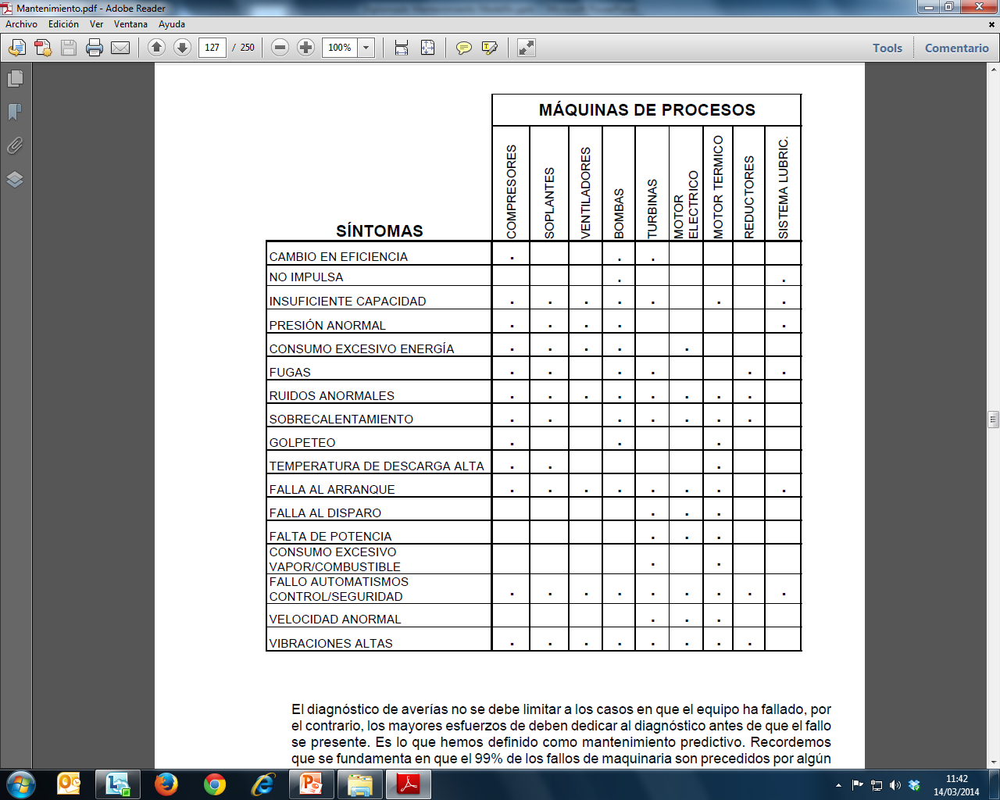 Mantenimiento.pdf - Adobe Reader
Archivo Edición Ver Ventana Ayuda
127 / 250 100% Tools Comentario
MÁQUINAS DE PROCESOS
SÍNTOMAS
COMPRESORES
SOPLANTES
VENTILADORES
BOMBAS
TURBINAS
MOTOR
ELECTRICO
MOTOR TERMICO
REDUCTORES
SISTEMA LUBRIC.
CAMBIO EN EFICIENCIA
NO IMPULSA
INSUFICIENTE CAPACIDAD
PRESIÓN ANORMAL
CONSUMO EXCESIVO ENERGÍA
FUGAS
RUIDOS ANORMALES
SOBRECALENTAMIENTO
GOLPETEO
TEMPERATURA DE DESCARGA ALTA
FALLA AL ARRANQUE
FALLA AL DISPARO
FALTA DE POTENCIA
CONSUMO EXCESIVO
VAPOR/COMBUSTIBLE
FALLO AUTOMATISMOS
CONTROL/SEGURIDAD
VELOCIDAD ANORMAL
VIBRACIONES ALTAS
El diagnóstico de averías no se debe limitar a los casos en que el equipo ha fallado, por
el contrario, los mayores esfuerzos de deben dedicar al diagnóstico antes de que el fallo
se presente. Es lo que hemos definido como mantenimiento predictivo. Recordemos
que se fundamenta en que el 99% de los fallos de maquinaria son precedidos por algún
11:42
14/03/2014